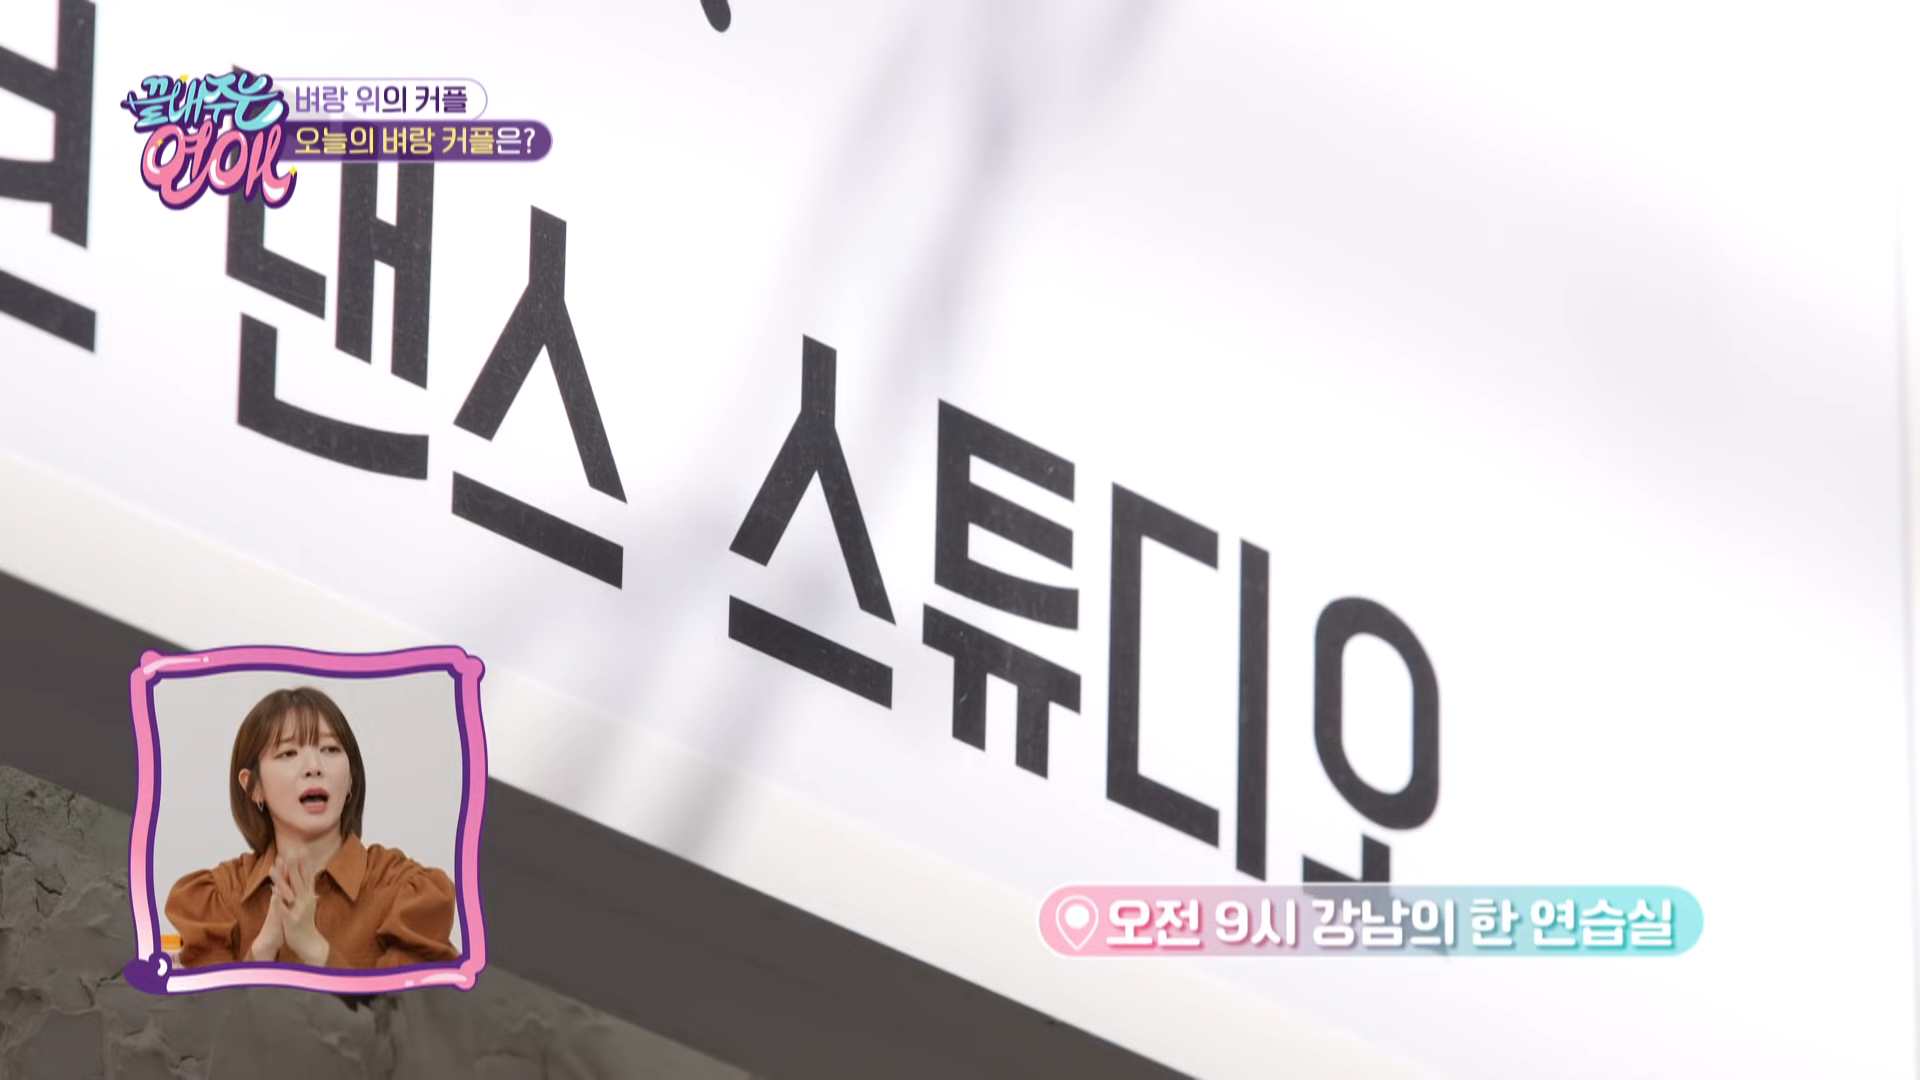 끝내주는
연애
벼랑 위의 커플
오늘의 벼랑 커플은?
댄스 스튜디오
오전 9시 강남의 한 연습실